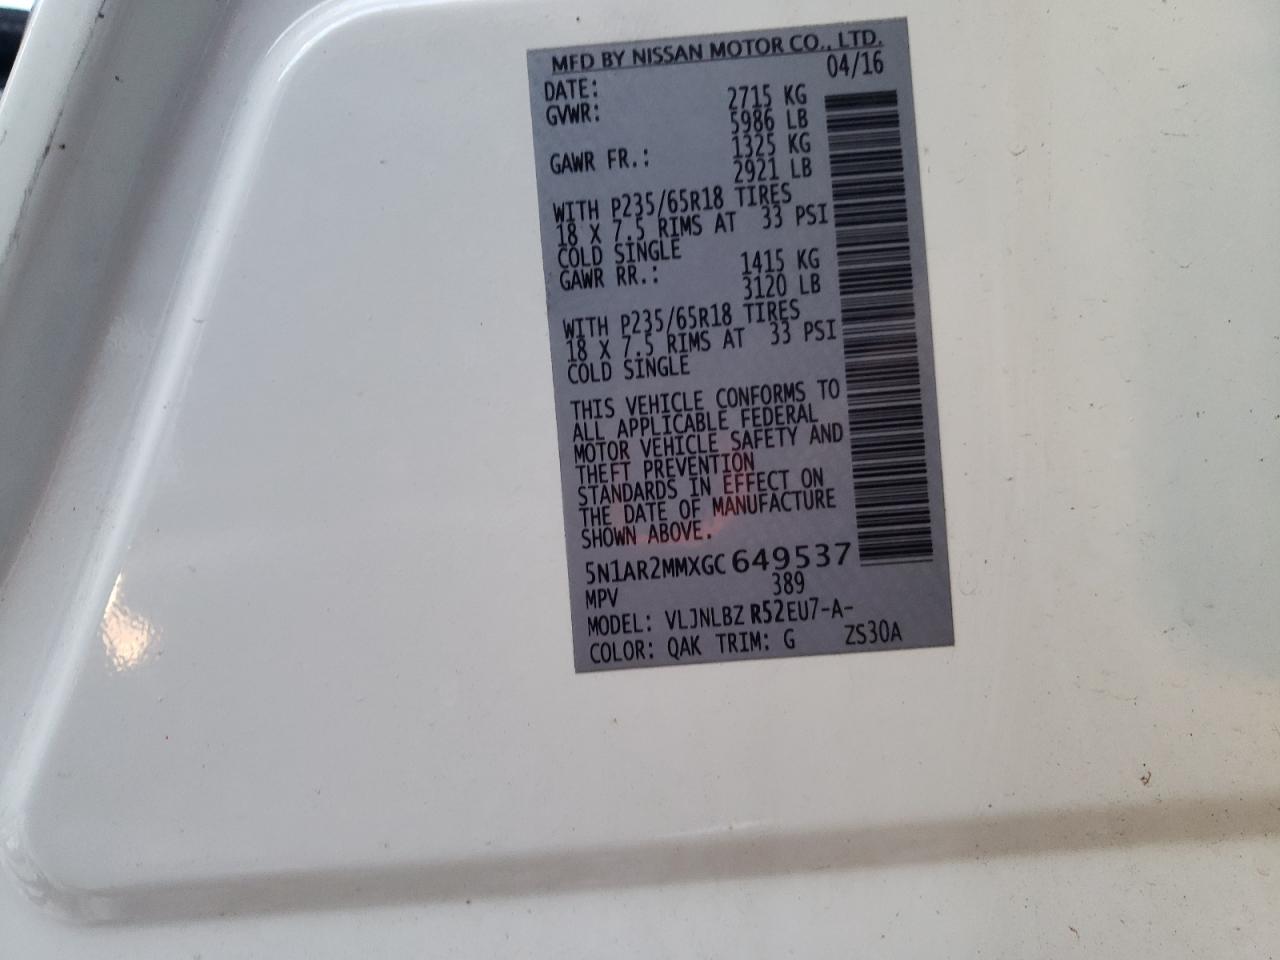 MFD BY NISSAN MOTOR CO., LTD.
DATE: 04/16
GVWR: 2715 KG
5986 LB
GAWR FR.: 1325 KG
2921 LB
WITH P235/65R18 TIRES
18 X 7.5 RIMS AT 33 PSI
COLD SINGLE
GAWR RR.: 1415 KG
3120 LB
WITH P235/65R18 TIRES
18 X 7.5 RIMS AT 33 PSI
COLD SINGLE
THIS VEHICLE CONFORMS TO
ALL APPLICABLE FEDERAL
MOTOR VEHICLE SAFETY AND
THEFT PREVENTION
STANDARDS IN EFFECT ON
THE DATE OF MANUFACTURE
SHOWN ABOVE.
5N1AR2MMXGC649537
MPV 389
MODEL: VLJNLBZ R52EU7-A-
COLOR: QAK TRIM: G ZS30A